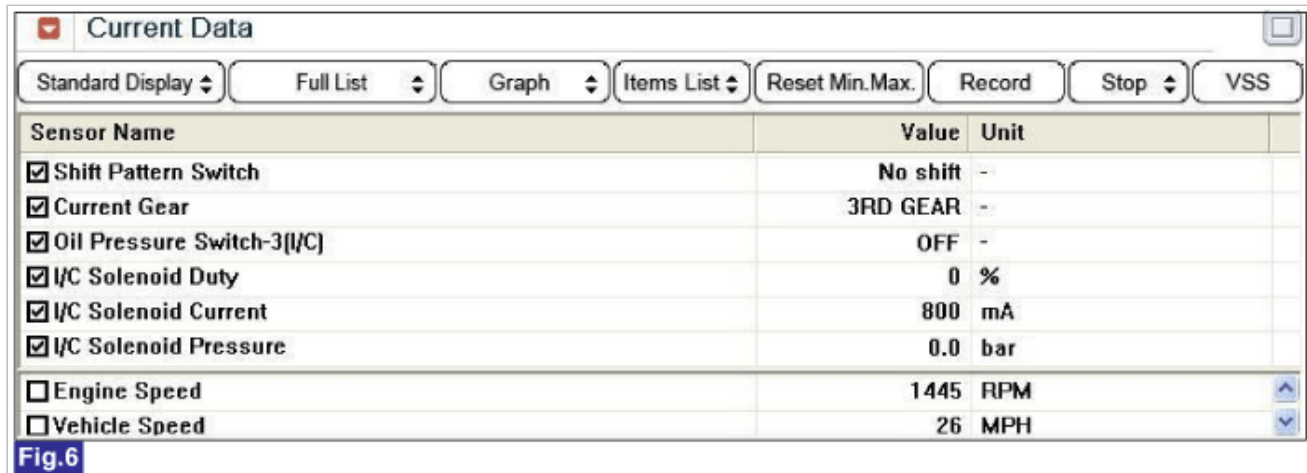 Current Data
Standard Display Full List Graph Items List Reset Min.Max. Record Stop VSS
Sensor Name Value Unit
Shift Pattern Switch No shift -
Current Gear 3RD GEAR -
Oil Pressure Switch-3(I/C) OFF -
I/C Solenoid Duty 0 %
I/C Solenoid Current 800 mA
I/C Solenoid Pressure 0.0 bar
Engine Speed 1445 RPM
Vehicle Speed 26 MPH
Fig.6